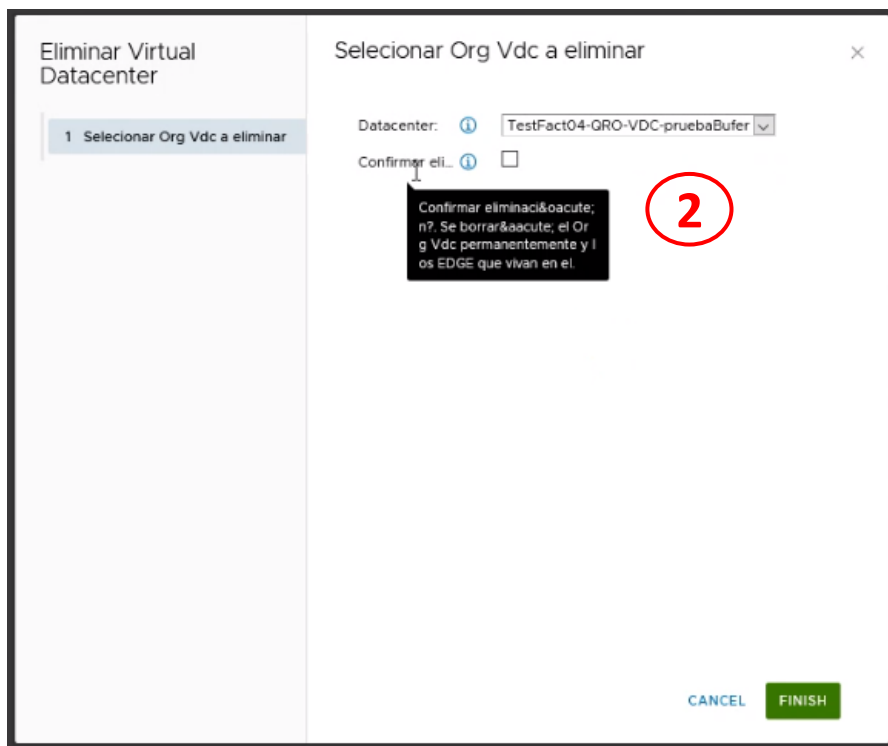 Eliminar Virtual
Datacenter
1 Selecionar Org Vdc a eliminar
Selecionar Org Vdc a eliminar
Datacenter:
TestFact04-QRO-VDC-pruebaBufer
Confirmar eli...
Confirmar eliminaci&oacute;
n?. Se borrar&aacute; el Or
g Vdc permanentemente y l
os EDGE que vivan en el.
2
CANCEL FINISH